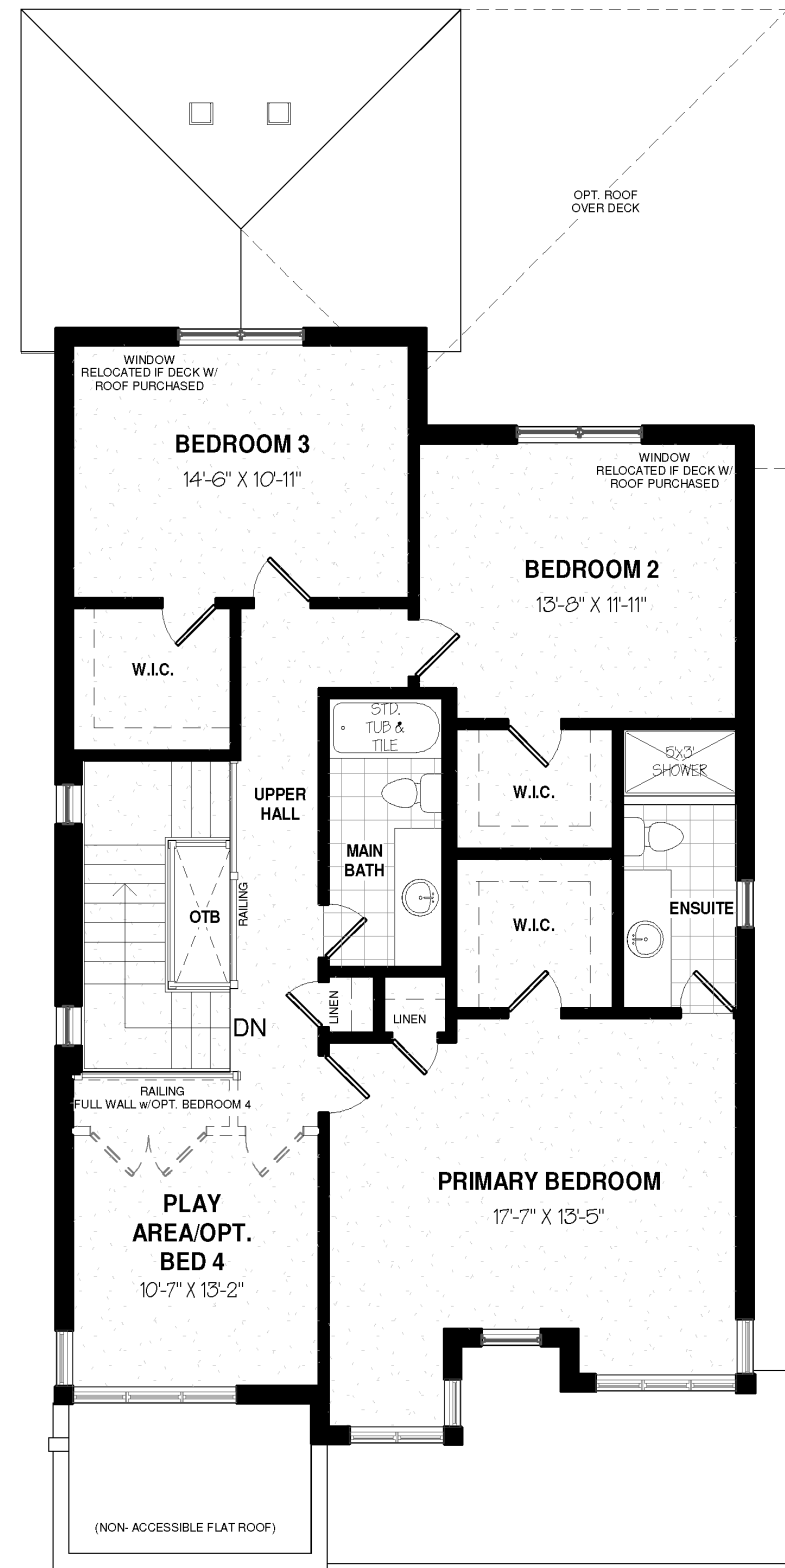 OPT. ROOF
OVER DECK
WINDOW
RELOCATED IF DECK W/
ROOF PURCHASED
BEDROOM 3
14'-6" X 10'-11"
WINDOW
RELOCATED IF DECK W/
ROOF PURCHASED
BEDROOM 2
13'-8" X 11'-11"
W.I.C.
STD.
TUB &
TILE
5x3'
SHOWER
UPPER
HALL
W.I.C.
MAIN
BATH
RAILING
OTB
ENSUITE
W.I.C.
LINEN
LINEN
DN
RAILING
FULL WALL w/OPT. BEDROOM 4
PRIMARY BEDROOM
17'-7" X 13'-5"
PLAY
AREA/OPT.
BED 4
10'-7" X 13'-2"
(NON- ACCESSIBLE FLAT ROOF)